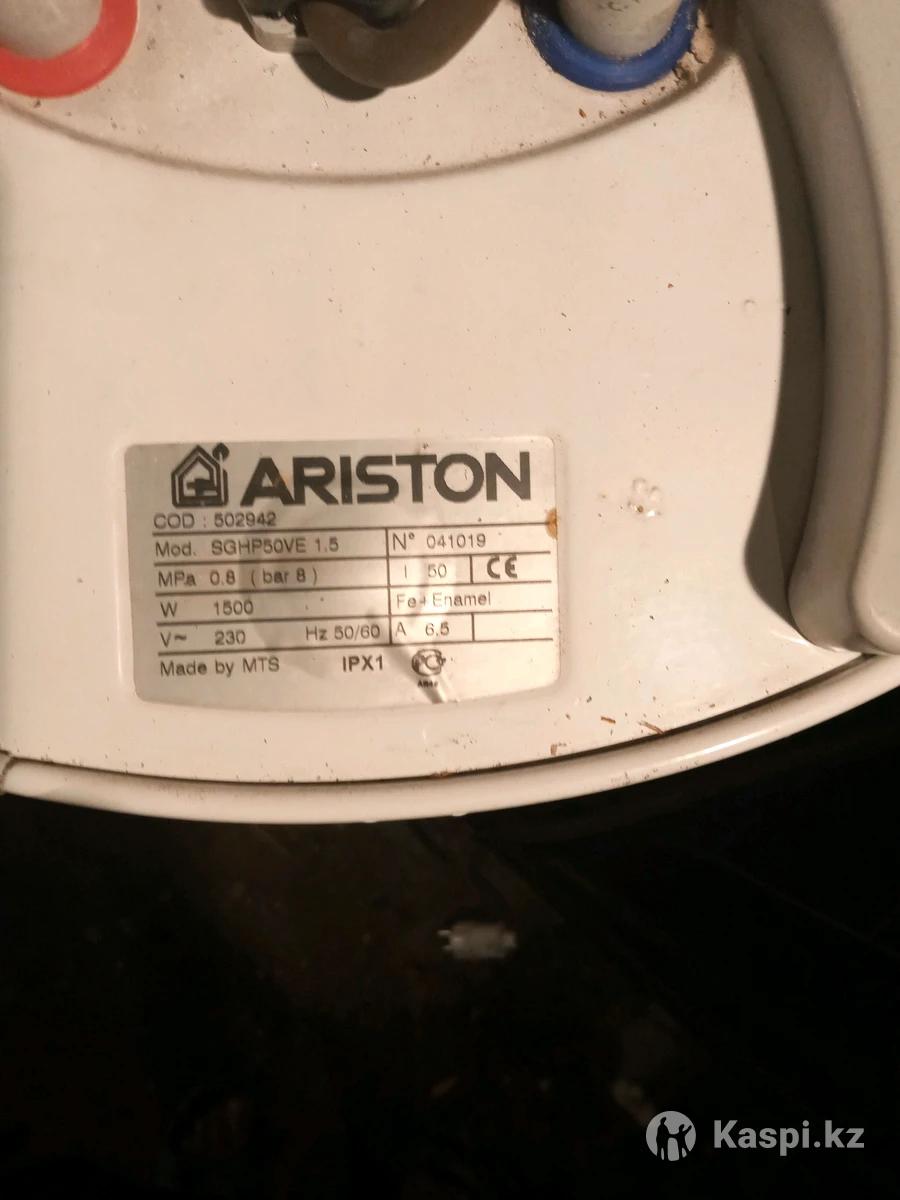 ARISTON
COD : 502942
Mod. SGHP50VE 1.5 N° 041019
MPa 0.8 ( bar 8 ) l 50 CE
W 1500 Fe+Enamel
V~ 230 Hz 50/60 A 6,5
Made by MTS IPX1
Kaspi.kz